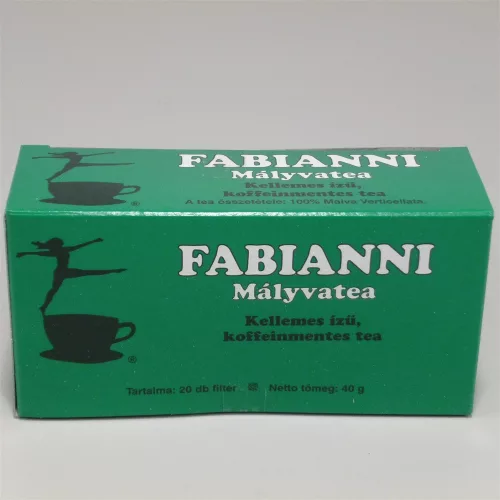 FABIANNI
Mályvatea
Kellemes ízű,
koffeinmentes tea
A tea összetétele: 100% Malva Verticellata.
®
FABIANNI
Mályvatea
Kellemes ízű,
koffeinmentes tea
®
Tartalma: 20 db filter Netto tömeg: 40 g